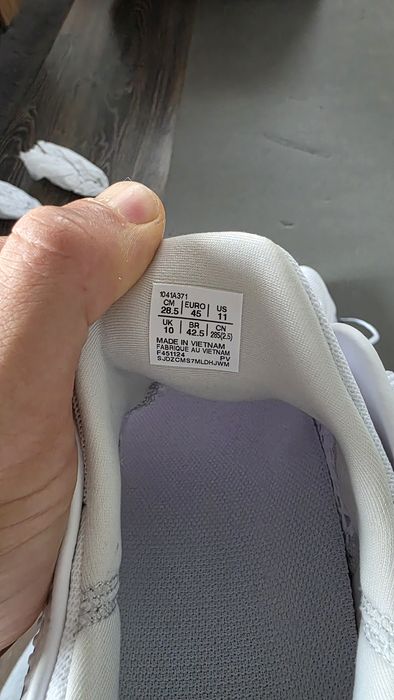 1041A371
CM EURO US
28.5 45 11
UK BR CN
10 42.5 285(2.5)
MADE IN VIETNAM
FABRIQUE AU VIETNAM
F451124 PV
SJDZCMS7MLDHJWM